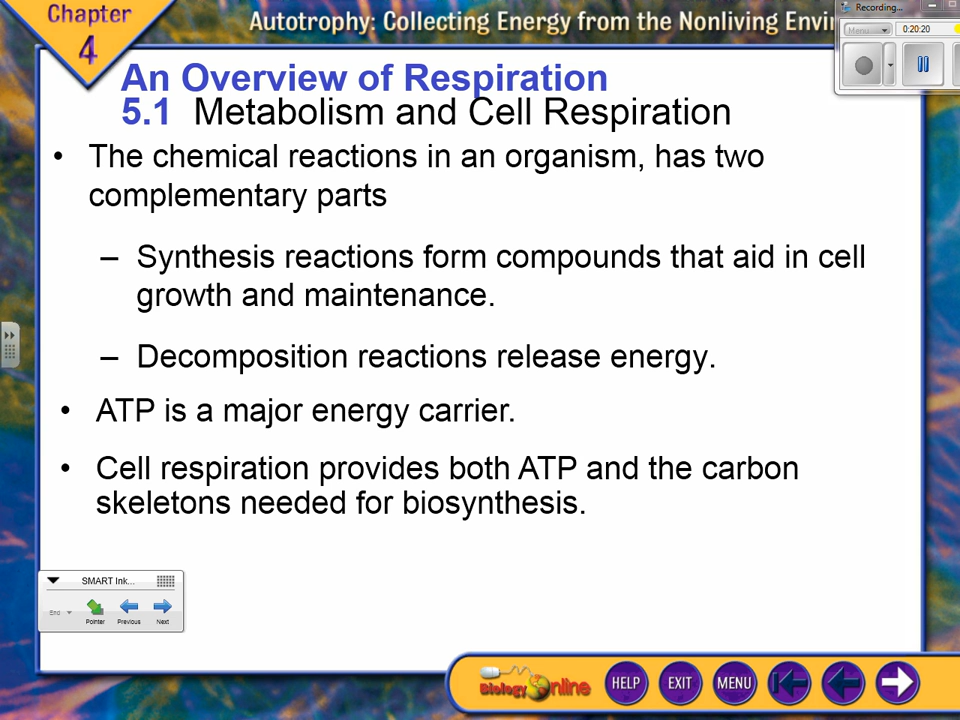 Chapter
4
Autotrophy: Collecting Energy from the Nonliving Envi
Recording...
Menu
0:20:20
An Overview of Respiration
5.1 Metabolism and Cell Respiration
• The chemical reactions in an organism, has two
complementary parts
– Synthesis reactions form compounds that aid in cell
growth and maintenance.
– Decomposition reactions release energy.
• ATP is a major energy carrier.
• Cell respiration provides both ATP and the carbon
skeletons needed for biosynthesis.
SMART Ink...
End
Pointer Previous Next
Biology Online HELP EXIT MENU